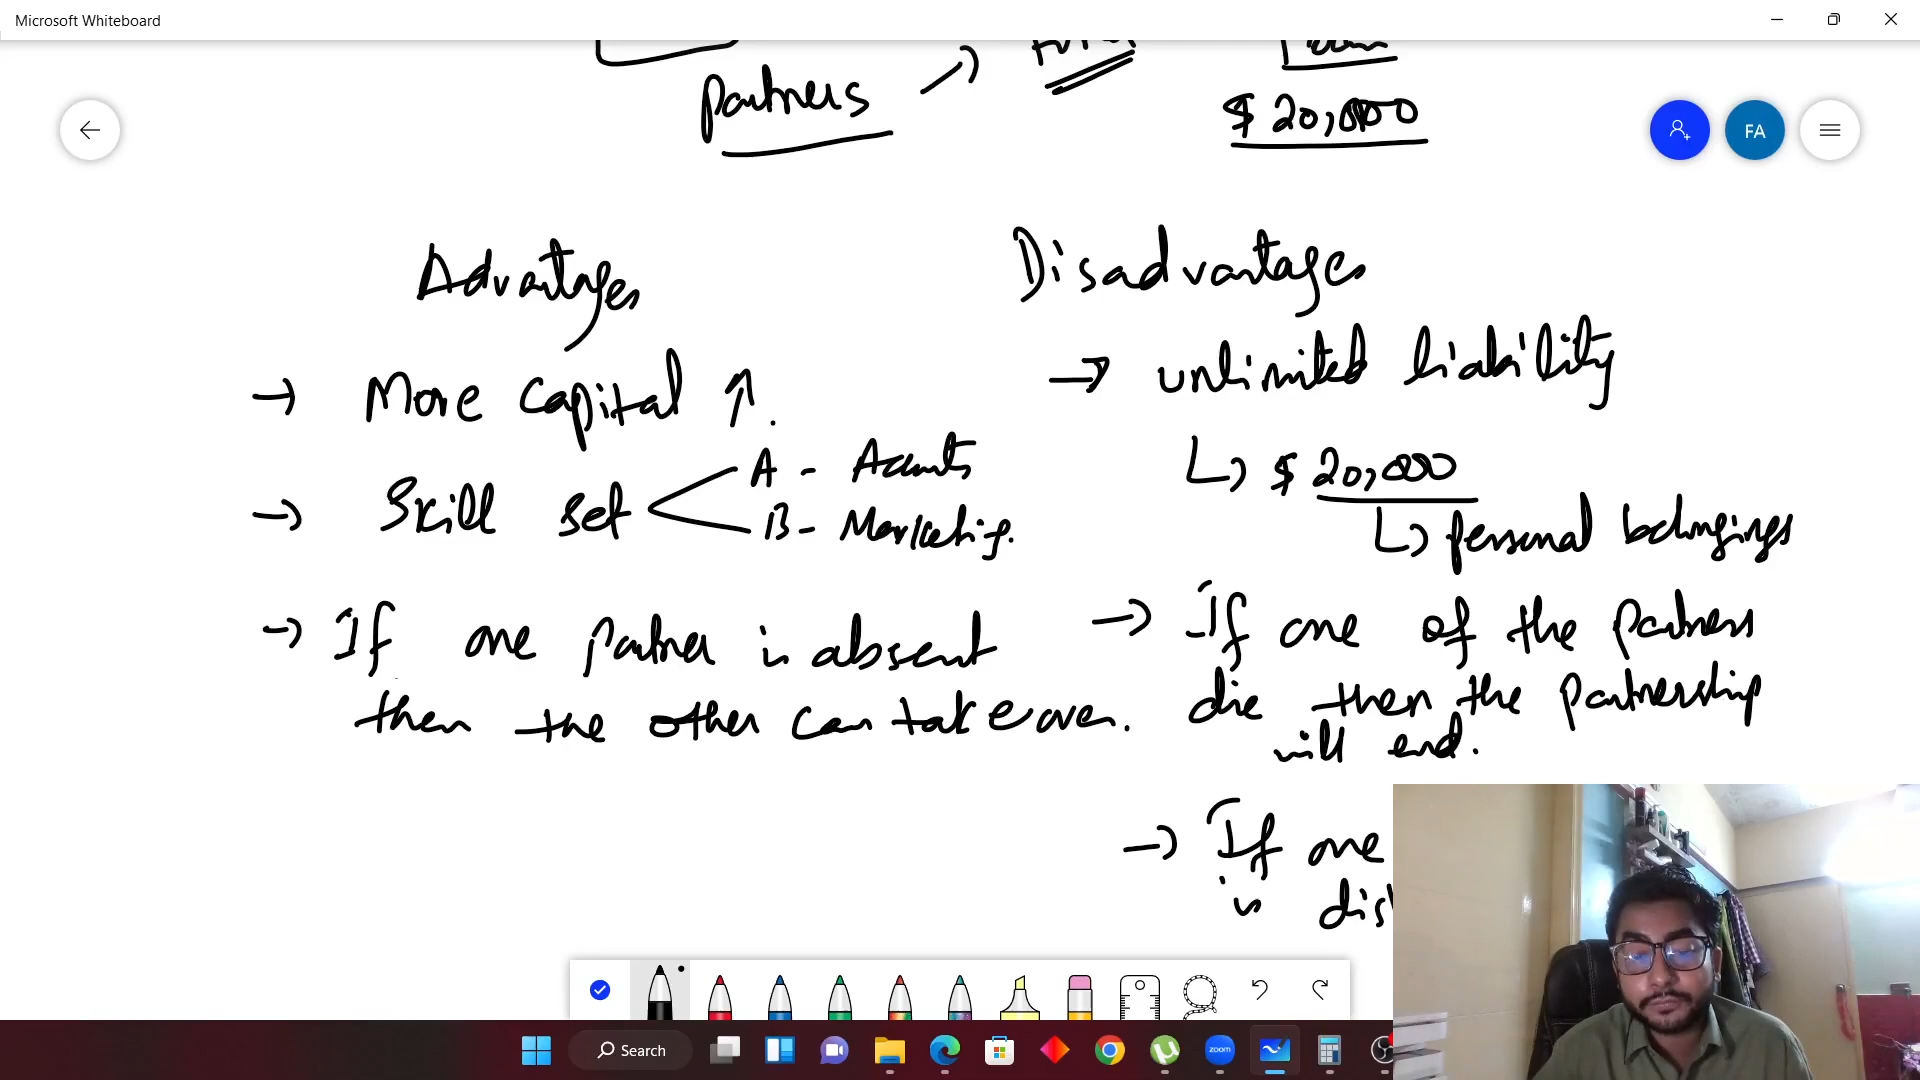 Microsoft Whiteboard
Partners →
$ 20,000
FA
Advantages
Disadvantages
→ More capital ↑.
→ unlimited liability
→ Skill set
A -
B - Marketing.
↳ $ 20,000
↳ personal belongings
→ If one partner is absent
then the other can take over.
→ If one of the partners
die then the partnership
will end.
→ If one
is
Search
zoom